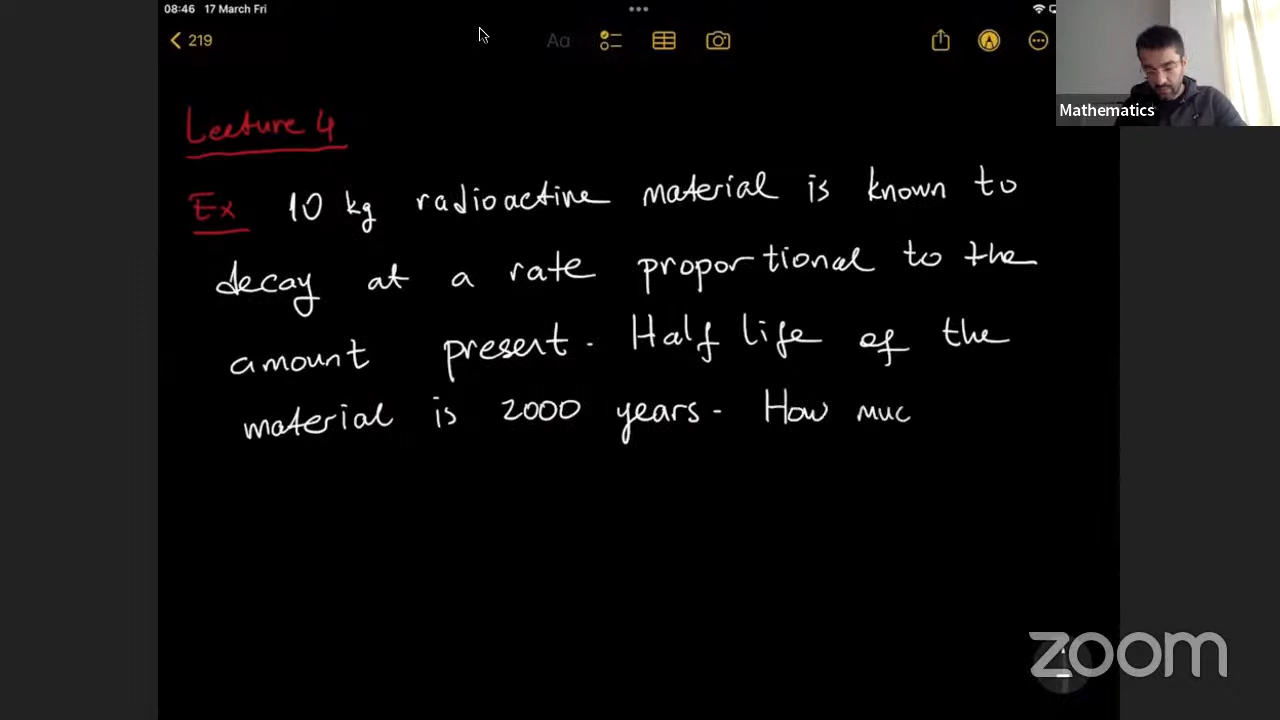 08:46 17 March Fri
219
Aa
Mathematics
Lecture 4
Ex 10 kg radioactive material is known to
decay at a rate proportional to the
amount present. Half life of the
material is 2000 years. How muc
zoom